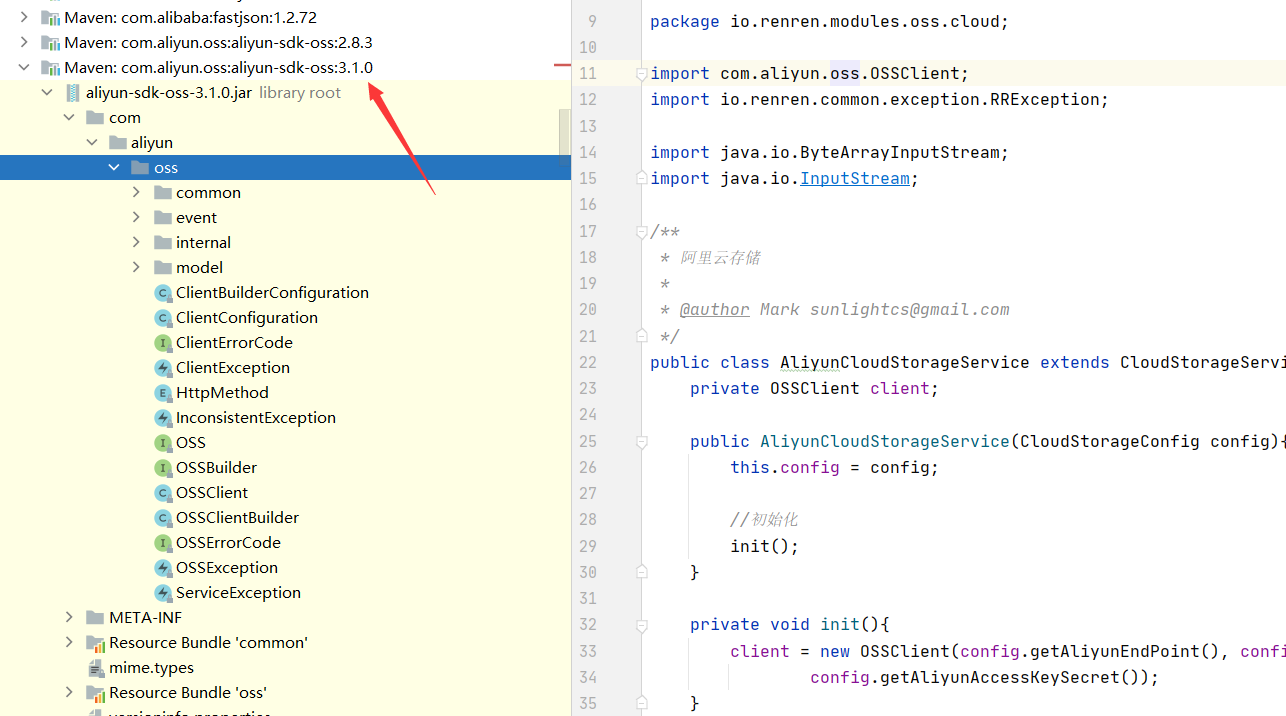 Maven: com.alibaba:fastjson:1.2.72
Maven: com.aliyun.oss:aliyun-sdk-oss:2.8.3
Maven: com.aliyun.oss:aliyun-sdk-oss:3.1.0
aliyun-sdk-oss-3.1.0.jar library root
com
aliyun
oss
common
event
internal
model
ClientBuilderConfiguration
ClientConfiguration
ClientErrorCode
ClientException
HttpMethod
InconsistentException
OSS
OSSBuilder
OSSClient
OSSClientBuilder
OSSErrorCode
OSSException
ServiceException
META-INF
Resource Bundle 'common'
mime.types
Resource Bundle 'oss'
versioninfo.properties
9 package io.renren.modules.oss.cloud;
10
11 import com.aliyun.oss.OSSClient;
12 import io.renren.common.exception.RRException;
13
14 import java.io.ByteArrayInputStream;
15 import java.io.InputStream;
16
17 /**
18 * 阿里云存储
19 *
20 * @author Mark sunlightcs@gmail.com
21 */
22 public class AliyunCloudStorageService extends CloudStorageServi
23 private OSSClient client;
24
25 public AliyunCloudStorageService(CloudStorageConfig config){
26 this.config = config;
27
28 //初始化
29 init();
30 }
31
32 private void init(){
33 client = new OSSClient(config.getAliyunEndPoint(), confi
34 config.getAliyunAccessKeySecret());
35 }